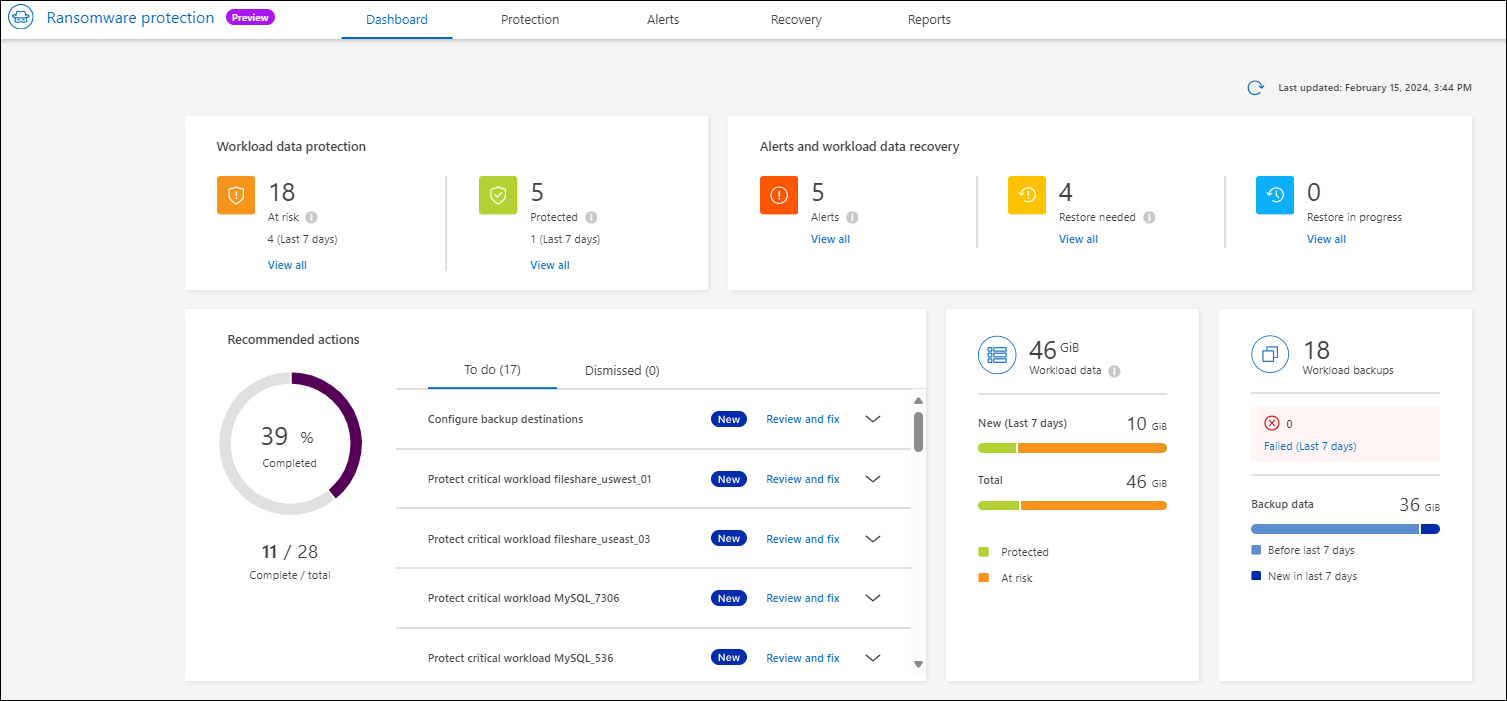 Ransomware protection Preview Dashboard Protection Alerts Recovery Reports
Last updated: February 15, 2024, 3:44 PM
Workload data protection
18
At risk
4 (Last 7 days)
View all
5
Protected
1 (Last 7 days)
View all
Alerts and workload data recovery
5
Alerts
View all
4
Restore needed
View all
0
Restore in progress
View all
Recommended actions
39 %
Completed
11 / 28
Complete / total
To do (17) Dismissed (0)
Configure backup destinations New Review and fix
Protect critical workload fileshare_uswest_01 New Review and fix
Protect critical workload fileshare_useast_03 New Review and fix
Protect critical workload MySQL_7306 New Review and fix
Protect critical workload MySQL_536 New Review and fix
46 GiB
Workload data
New (Last 7 days) 10 GiB
Total 46 GiB
Protected
At risk
18
Workload backups
0
Failed (Last 7 days)
Backup data 36 GiB
Before last 7 days
New in last 7 days